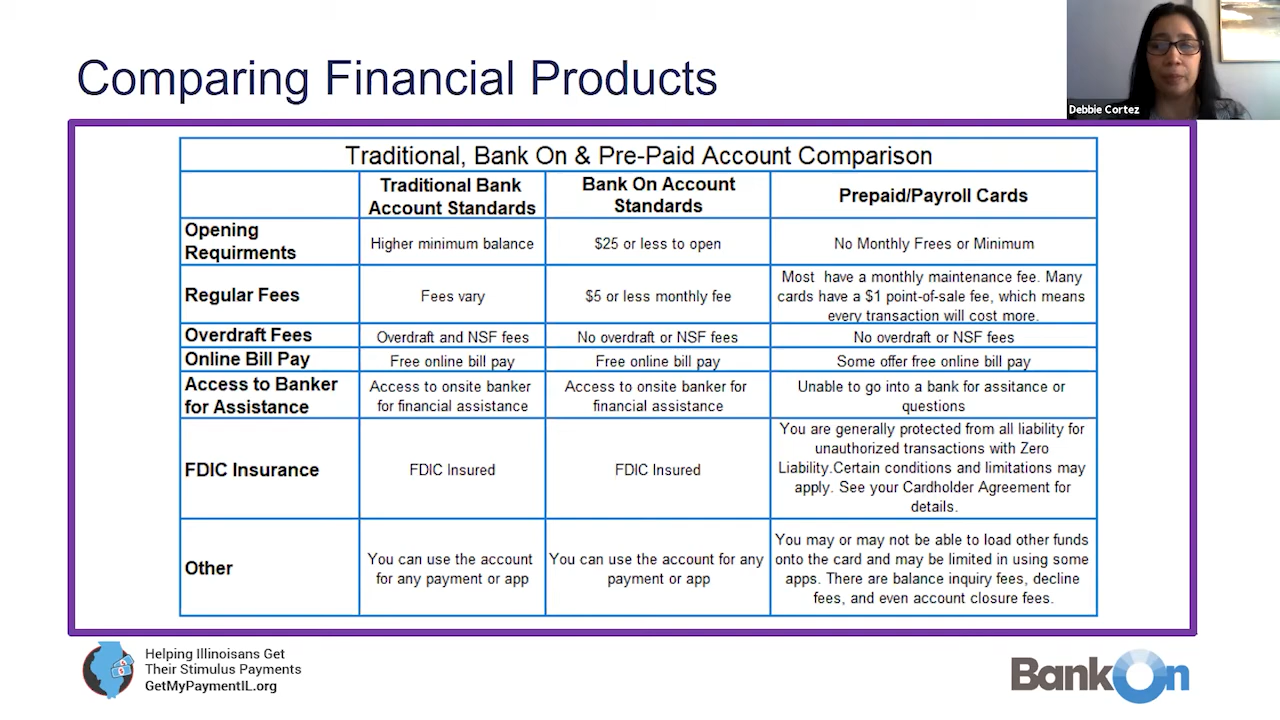 Comparing Financial Products
Debbie Cortez
Traditional, Bank On & Pre-Paid Account Comparison
Traditional Bank
Account Standards
Bank On Account
Standards
Prepaid/Payroll Cards
Opening
Requirments
Higher minimum balance
$25 or less to open
No Monthly Frees or Minimum
Regular Fees
Fees vary
$5 or less monthly fee
Most have a monthly maintenance fee. Many
cards have a $1 point-of-sale fee, which means
every transaction will cost more.
Overdraft Fees
Overdraft and NSF fees
No overdraft or NSF fees
No overdraft or NSF fees
Online Bill Pay
Free online bill pay
Free online bill pay
Some offer free online bill pay
Access to Banker
for Assistance
Access to onsite banker
for financial assistance
Access to onsite banker for
financial assistance
Unable to go into a bank for assitance or
questions
FDIC Insurance
FDIC Insured
FDIC Insured
You are generally protected from all liability for
unauthorized transactions with Zero
Liability.Certain conditions and limitations may
apply. See your Cardholder Agreement for
details.
Other
You can use the account
for any payment or app
You can use the account for any
payment or app
You may or may not be able to load other funds
onto the card and may be limited in using some
apps. There are balance inquiry fees, decline
fees, and even account closure fees.
Helping Illinoisans Get
Their Stimulus Payments
GetMyPaymentIL.org
BankOn